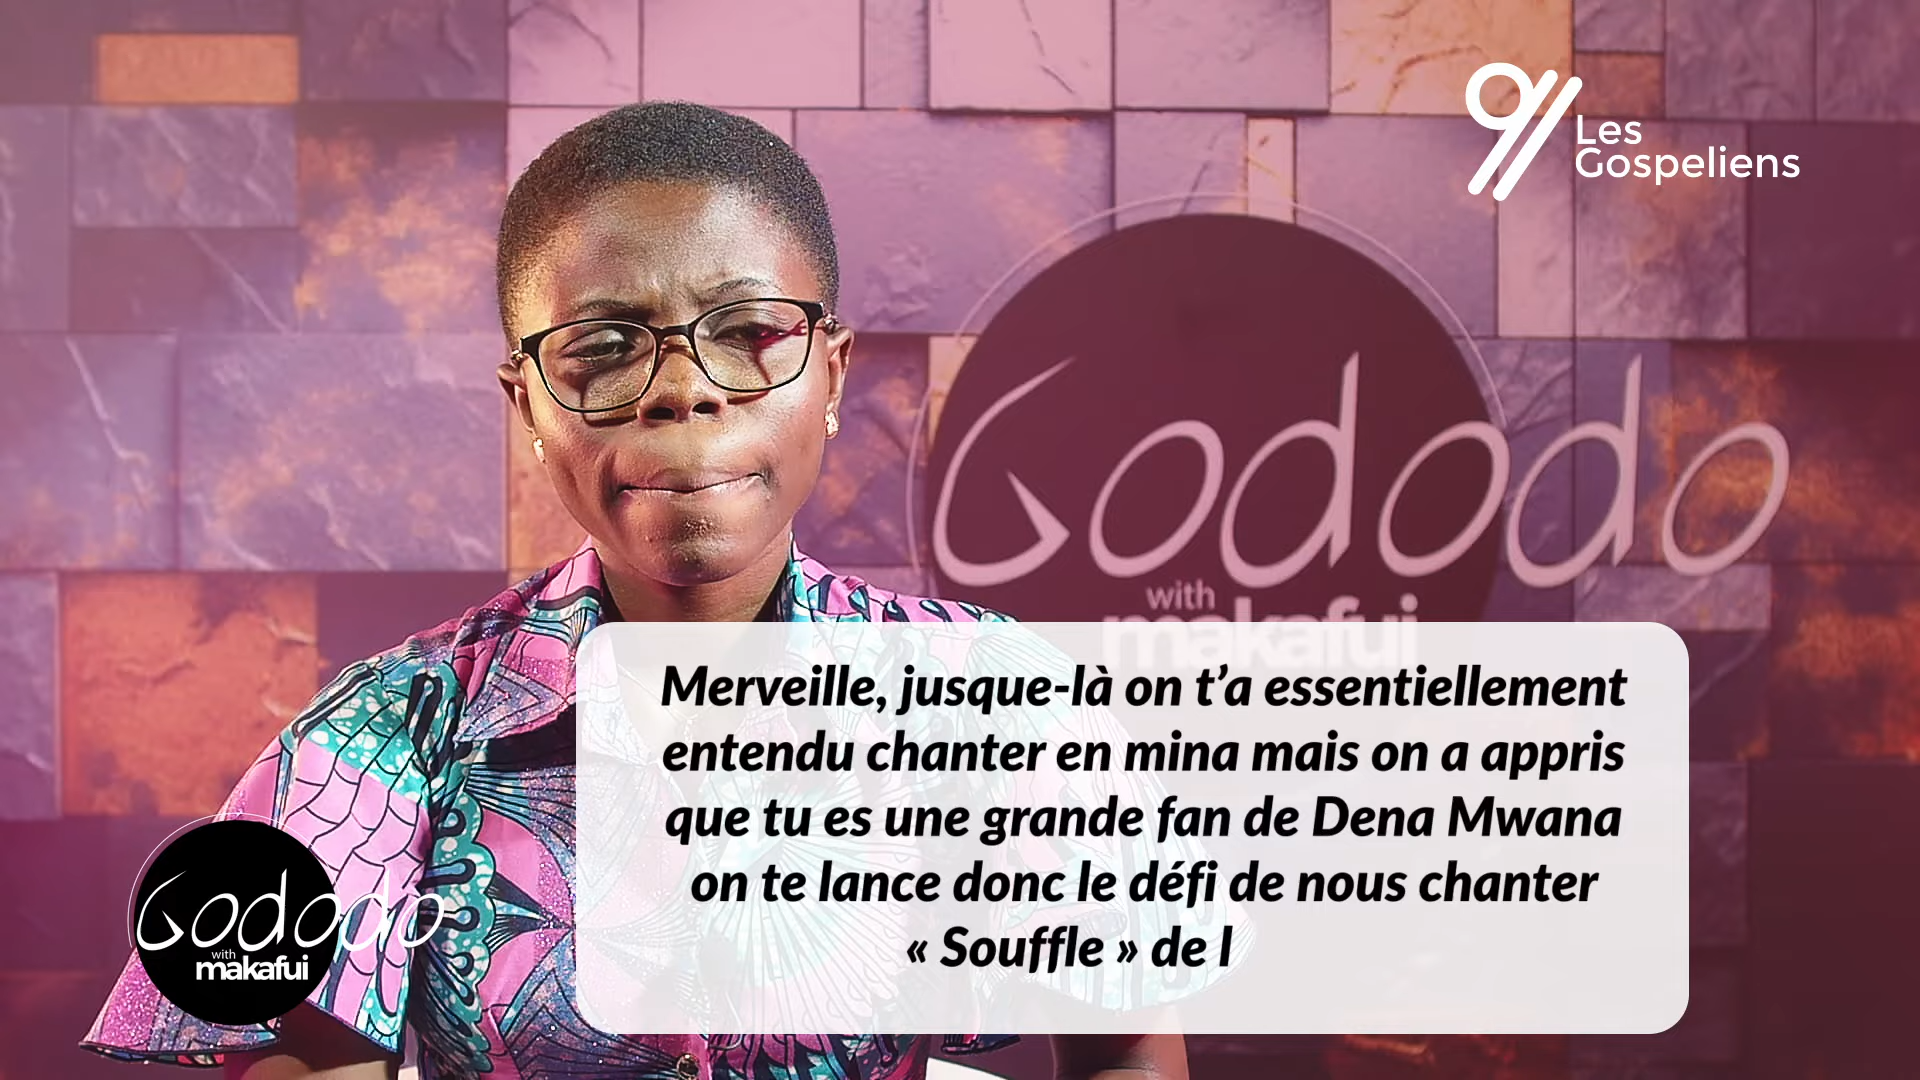 Les
Gospeliens
Gododo
with
makafui
Merveille, jusque-là on t’a essentiellement
entendu chanter en mina mais on a appris
que tu es une grande fan de Dena Mwana
on te lance donc le défi de nous chanter
« Souffle » de l
Gododo
with
makafui